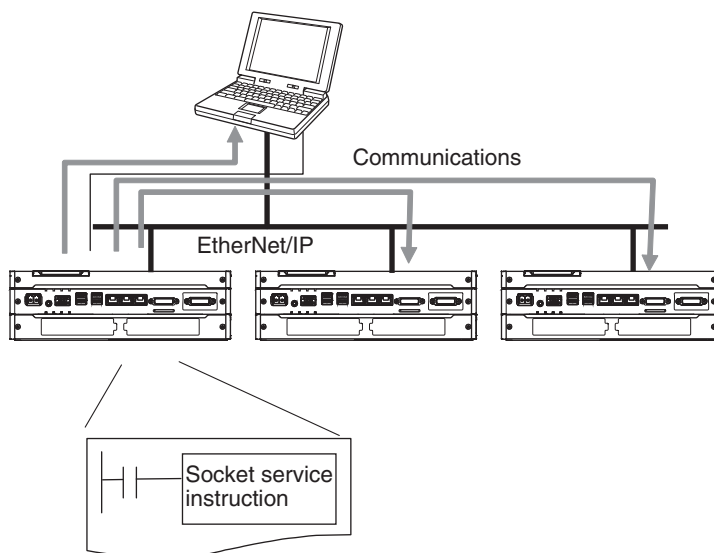 Communications
EtherNet/IP
Socket service
instruction